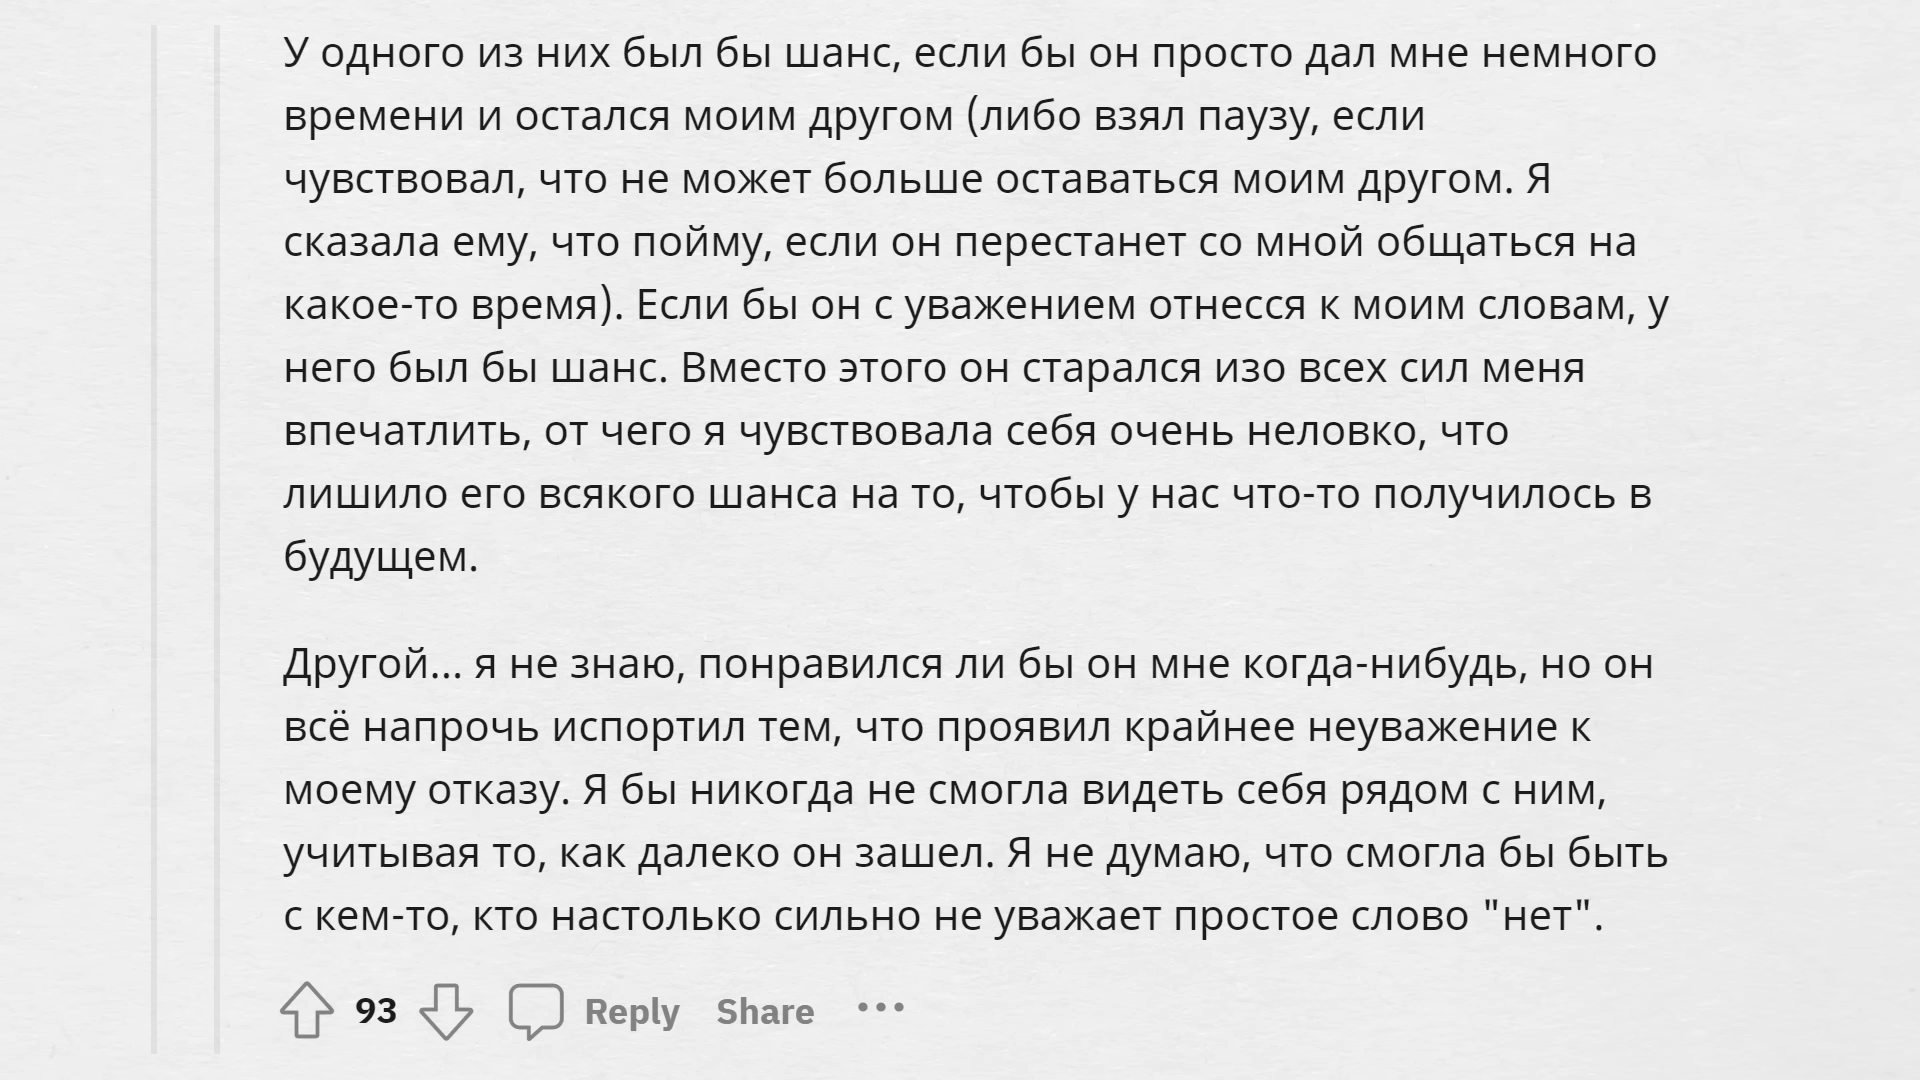 У одного из них был бы шанс, если бы он просто дал мне немного
времени и остался моим другом (либо взял паузу, если
чувствовал, что не может больше оставаться моим другом. Я
сказала ему, что пойму, если он перестанет со мной общаться на
какое-то время). Если бы он с уважением отнесся к моим словам, у
него был бы шанс. Вместо этого он старался изо всех сил меня
впечатлить, от чего я чувствовала себя очень неловко, что
лишило его всякого шанса на то, чтобы у нас что-то получилось в
будущем.
Другой... я не знаю, понравился ли бы он мне когда-нибудь, но он
всё напрочь испортил тем, что проявил крайнее неуважение к
моему отказу. Я бы никогда не смогла видеть себя рядом с ним,
учитывая то, как далеко он зашел. Я не думаю, что смогла бы быть
с кем-то, кто настолько сильно не уважает простое слово "нет".
93 Reply Share •••